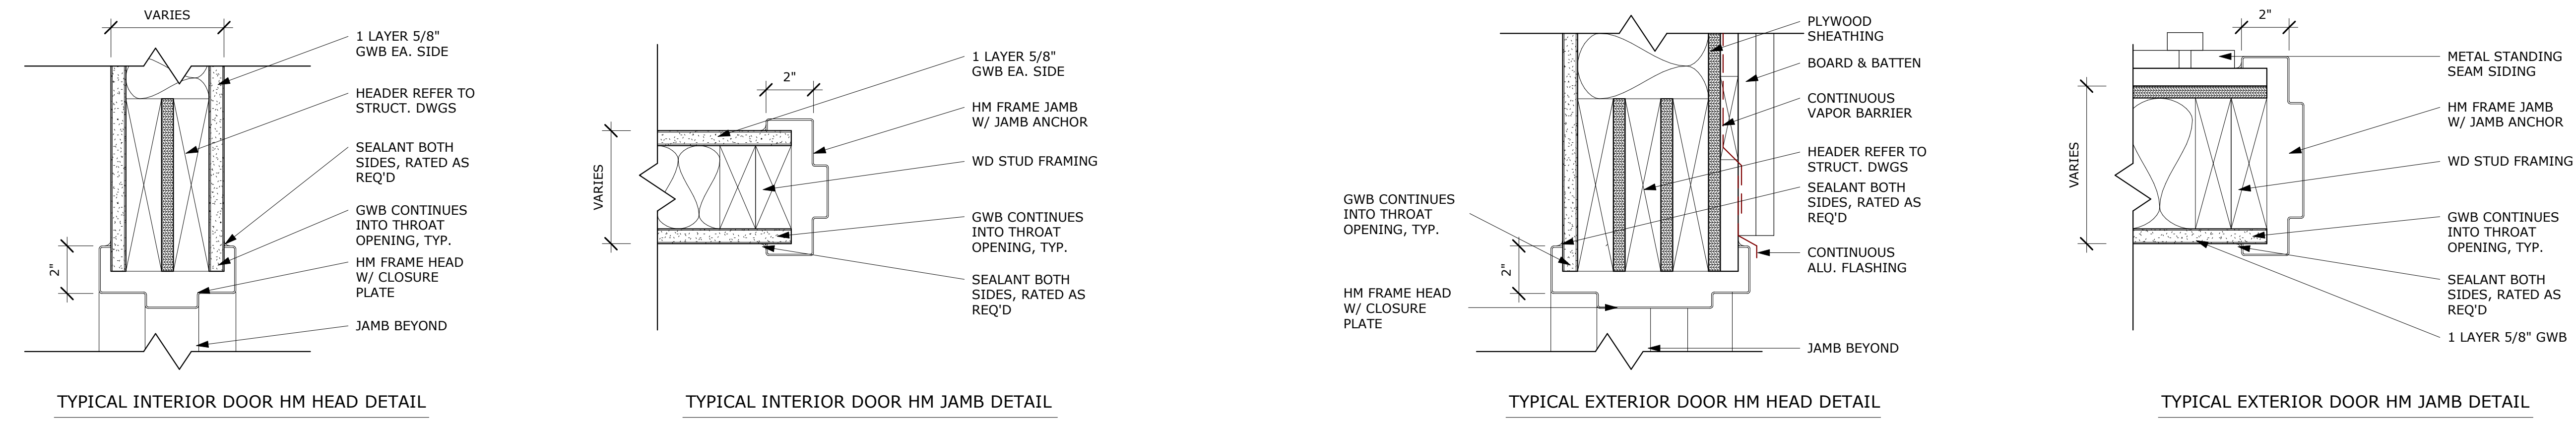 VARIES
1 LAYER 5/8"
GWB EA. SIDE
HEADER REFER TO
STRUCT. DWGS
SEALANT BOTH
SIDES, RATED AS
REQ'D
GWB CONTINUES
INTO THROAT
OPENING, TYP.
2"
HM FRAME HEAD
W/ CLOSURE
PLATE
JAMB BEYOND
TYPICAL INTERIOR DOOR HM HEAD DETAIL
1 LAYER 5/8"
GWB EA. SIDE
2"
HM FRAME JAMB
W/ JAMB ANCHOR
WD STUD FRAMING
VARIES
GWB CONTINUES
INTO THROAT
OPENING, TYP.
SEALANT BOTH
SIDES, RATED AS
REQ'D
TYPICAL INTERIOR DOOR HM JAMB DETAIL
PLYWOOD
SHEATHING
BOARD & BATTEN
CONTINUOUS
VAPOR BARRIER
HEADER REFER TO
STRUCT. DWGS
SEALANT BOTH
SIDES, RATED AS
REQ'D
GWB CONTINUES
INTO THROAT
OPENING, TYP.
CONTINUOUS
ALU. FLASHING
2"
HM FRAME HEAD
W/ CLOSURE
PLATE
JAMB BEYOND
TYPICAL EXTERIOR DOOR HM HEAD DETAIL
2"
METAL STANDING
SEAM SIDING
HM FRAME JAMB
W/ JAMB ANCHOR
WD STUD FRAMING
VARIES
GWB CONTINUES
INTO THROAT
OPENING, TYP.
SEALANT BOTH
SIDES, RATED AS
REQ'D
1 LAYER 5/8" GWB
TYPICAL EXTERIOR DOOR HM JAMB DETAIL